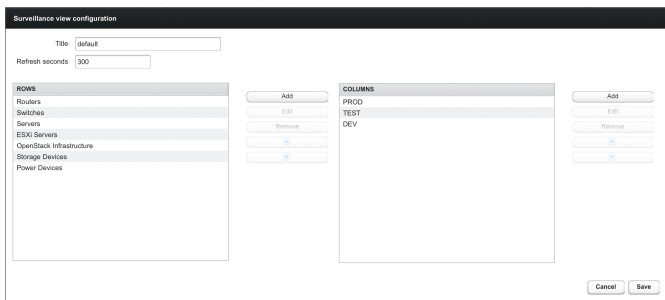 Surveillance view configuration
Title default
Refresh seconds 300
ROWS
Routers
Switches
Servers
ESXi Servers
OpenStack Infrastructure
Storage Devices
Power Devices
Add
Edit
Remove
COLUMNS
PROD
TEST
DEV
Add
Edit
Remove
Cancel Save